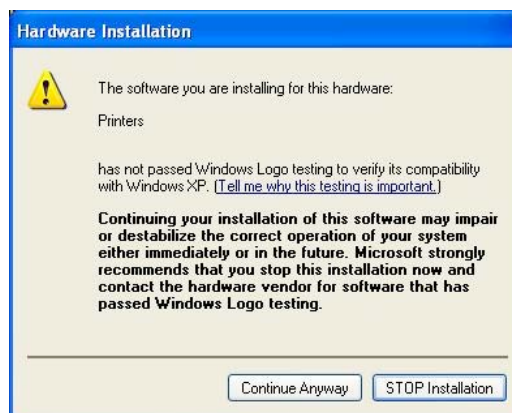 Hardware Installation
The software you are installing for this hardware:
Printers
has not passed Windows Logo testing to verify its compatibility
with Windows XP. (Tell me why this testing is important.)
Continuing your installation of this software may impair
or destabilize the correct operation of your system
either immediately or in the future. Microsoft strongly
recommends that you stop this installation now and
contact the hardware vendor for software that has
passed Windows Logo testing.
Continue Anyway
STOP Installation